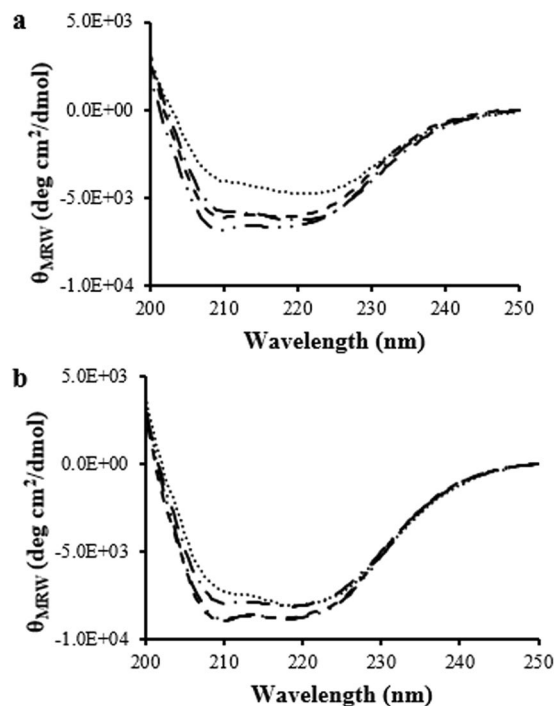 a
5.0E+03
0.0E+00
-5.0E+03
-1.0E+04
θMRW (deg cm²/dmol)
200 210 220 230 240 250
Wavelength (nm)
b
5.0E+03
0.0E+00
-5.0E+03
-1.0E+04
θMRW (deg cm²/dmol)
200 210 220 230 240 250
Wavelength (nm)